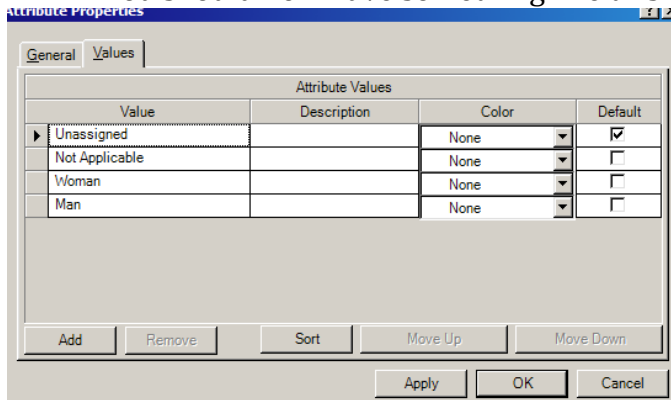 Attribute Properties ? x
General Values
Attribute Values
Value Description Color Default
Unassigned None
Not Applicable None
Woman None
Man None
Add Remove Sort Move Up Move Down
Apply OK Cancel